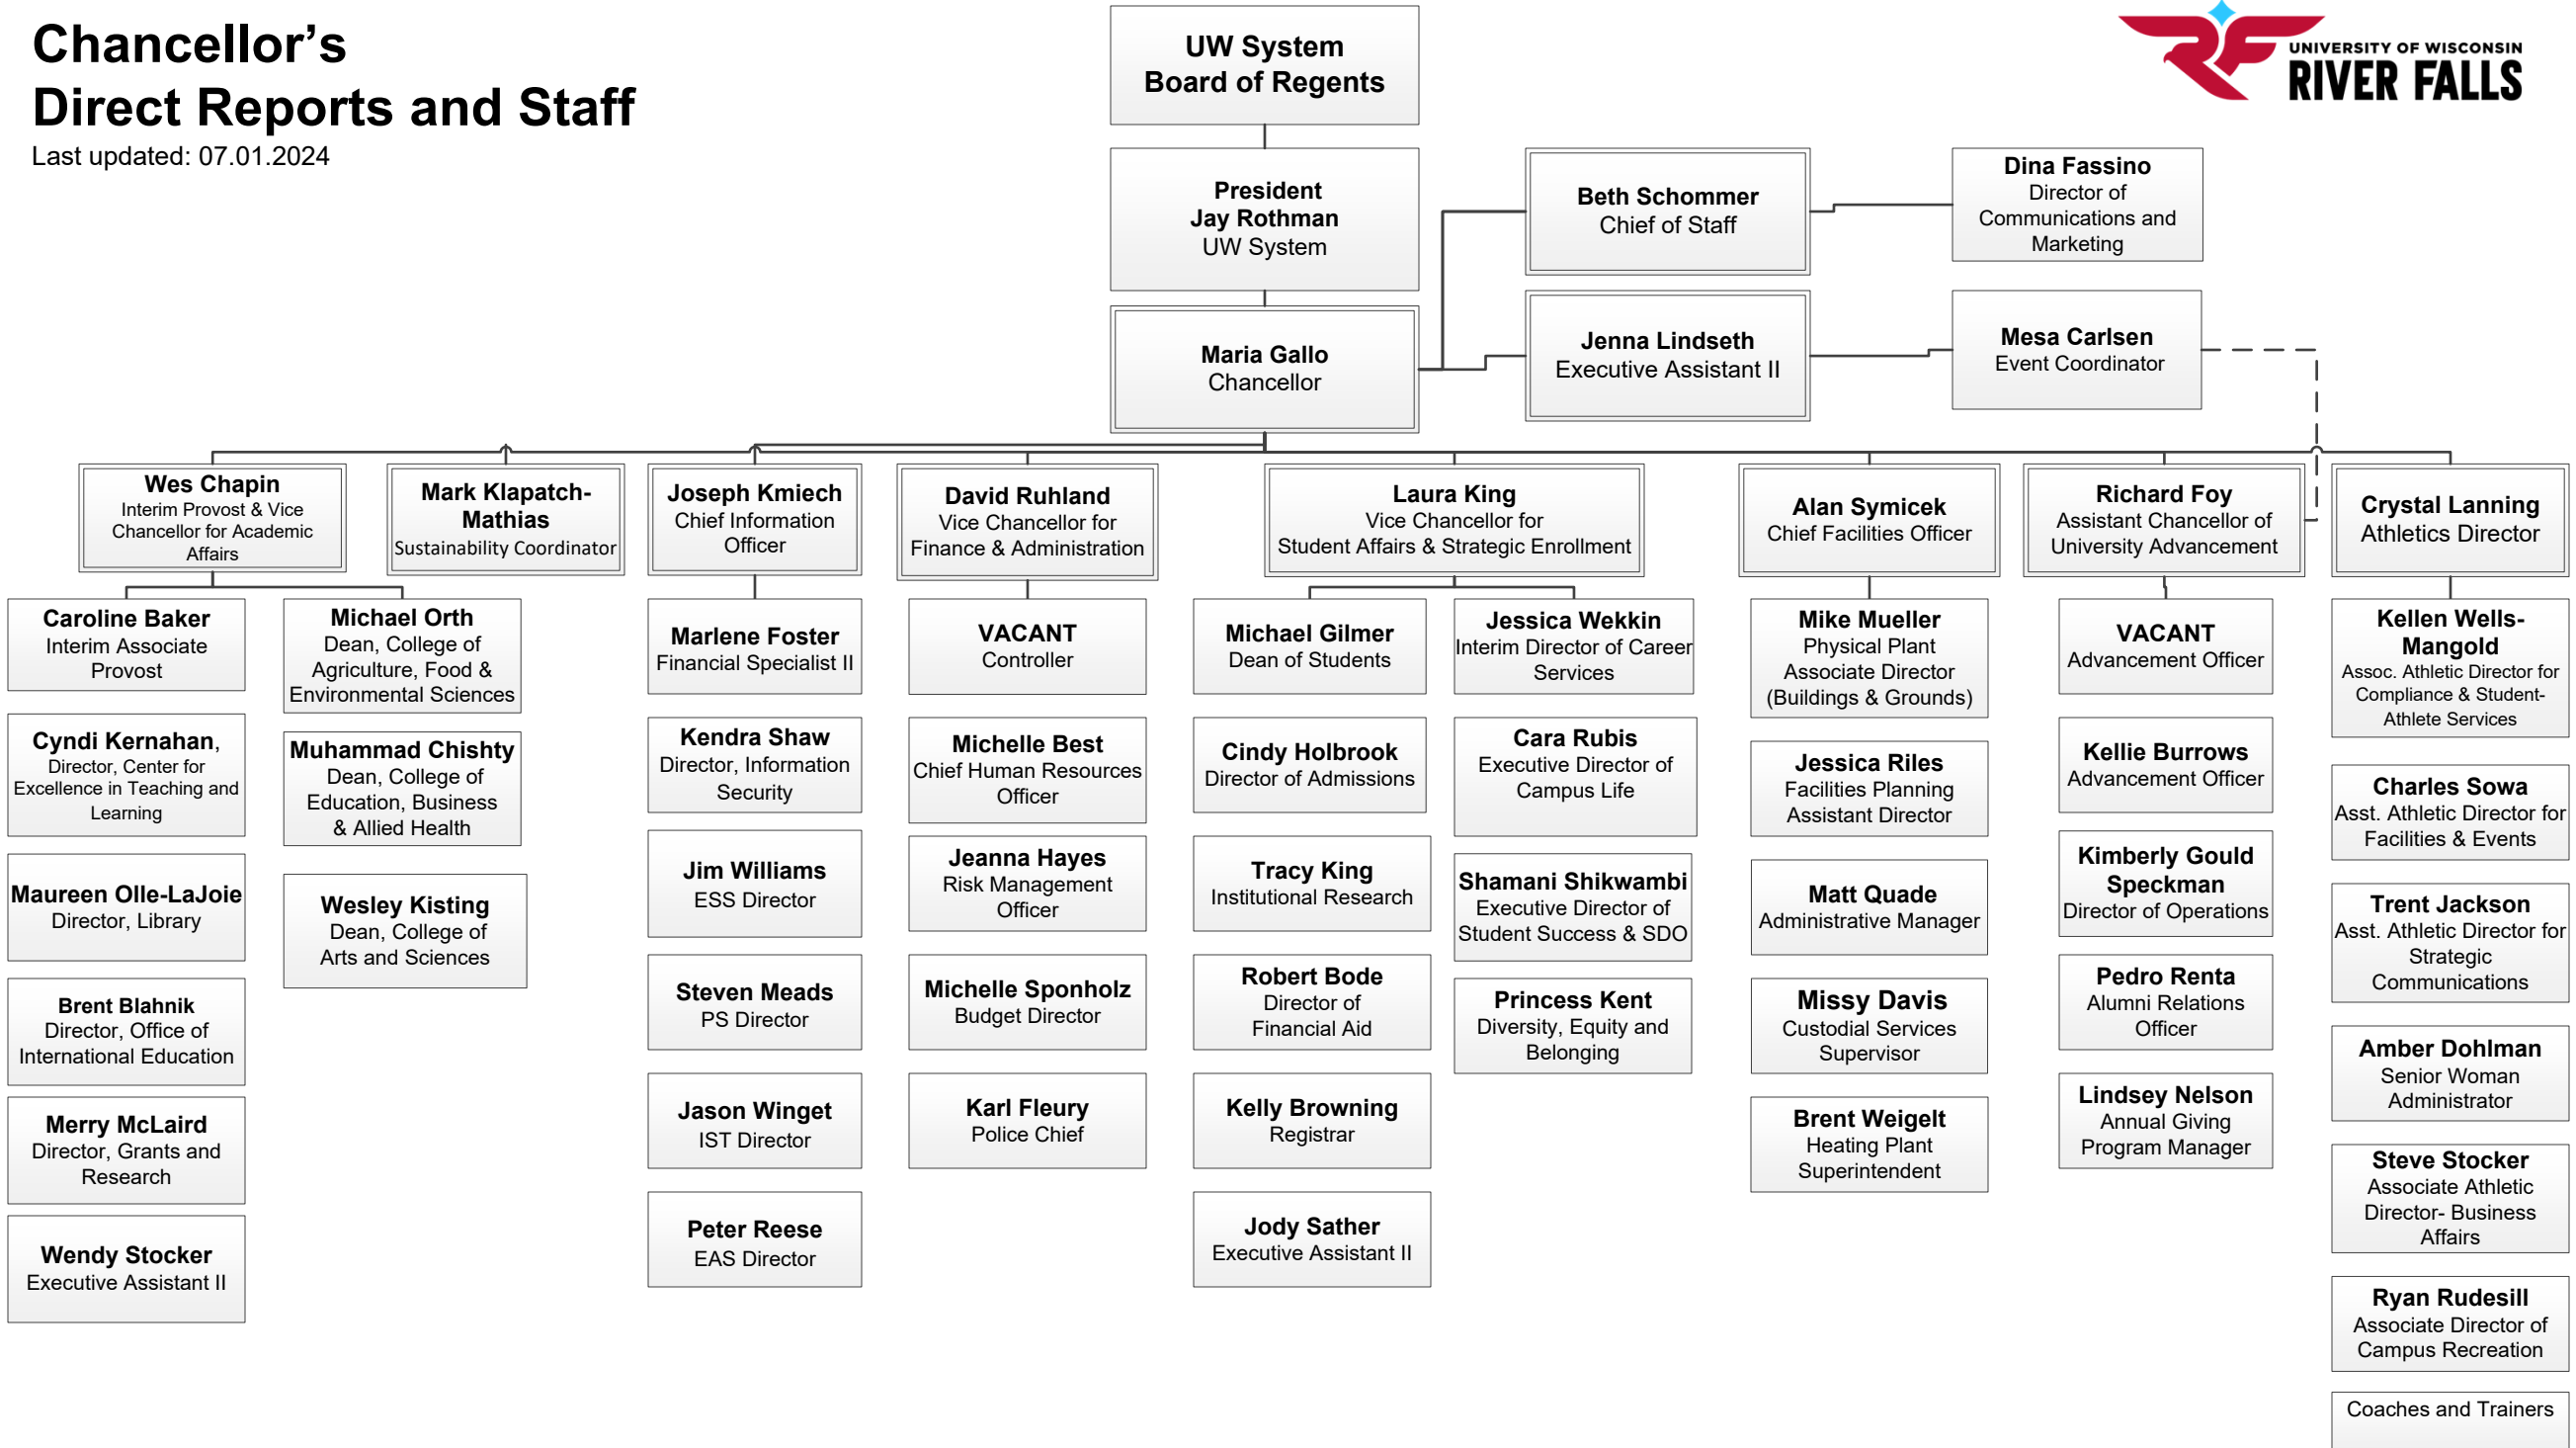 Chancellor’s
Direct Reports and Staff
Last updated: 07.01.2024
UW System
Board of Regents
UNIVERSITY OF WISCONSIN
RIVER FALLS
President
Jay Rothman
UW System
Beth Schommer
Chief of Staff
Dina Fassino
Director of
Communications and
Marketing
Maria Gallo
Chancellor
Jenna Lindseth
Executive Assistant II
Mesa Carlsen
Event Coordinator
Wes Chapin
Interim Provost & Vice
Chancellor for Academic
Affairs
Mark Klapatch-
Mathias
Sustainability Coordinator
Joseph Kmiech
Chief Information
Officer
David Ruhland
Vice Chancellor for
Finance & Administration
Laura King
Vice Chancellor for
Student Affairs & Strategic Enrollment
Alan Symicek
Chief Facilities Officer
Richard Foy
Assistant Chancellor of
University Advancement
Crystal Lanning
Athletics Director
Caroline Baker
Interim Associate
Provost
Cyndi Kernahan,
Director, Center for
Excellence in Teaching and
Learning
Maureen Olle-LaJoie
Director, Library
Brent Blahnik
Director, Office of
International Education
Merry McLaird
Director, Grants and
Research
Wendy Stocker
Executive Assistant II
Michael Orth
Dean, College of
Agriculture, Food &
Environmental Sciences
Muhammad Chishty
Dean, College of
Education, Business
& Allied Health
Wesley Kisting
Dean, College of
Arts and Sciences
Marlene Foster
Financial Specialist II
Kendra Shaw
Director, Information
Security
Jim Williams
ESS Director
Steven Meads
PS Director
Jason Winget
IST Director
Peter Reese
EAS Director
VACANT
Controller
Michelle Best
Chief Human Resources
Officer
Jeanna Hayes
Risk Management
Officer
Michelle Sponholz
Budget Director
Karl Fleury
Police Chief
Michael Gilmer
Dean of Students
Cindy Holbrook
Director of Admissions
Tracy King
Institutional Research
Robert Bode
Director of
Financial Aid
Kelly Browning
Registrar
Jody Sather
Executive Assistant II
Jessica Wekkin
Interim Director of Career
Services
Cara Rubis
Executive Director of
Campus Life
Shamani Shikwambi
Executive Director of
Student Success & SDO
Princess Kent
Diversity, Equity and
Belonging
Mike Mueller
Physical Plant
Associate Director
(Buildings & Grounds)
Jessica Riles
Facilities Planning
Assistant Director
Matt Quade
Administrative Manager
Missy Davis
Custodial Services
Supervisor
Brent Weigelt
Heating Plant
Superintendent
VACANT
Advancement Officer
Kellie Burrows
Advancement Officer
Kimberly Gould
Speckman
Director of Operations
Pedro Renta
Alumni Relations
Officer
Lindsey Nelson
Annual Giving
Program Manager
Kellen Wells-
Mangold
Assoc. Athletic Director for
Compliance & Student-
Athlete Services
Charles Sowa
Asst. Athletic Director for
Facilities & Events
Trent Jackson
Asst. Athletic Director for
Strategic
Communications
Amber Dohlman
Senior Woman
Administrator
Steve Stocker
Associate Athletic
Director- Business
Affairs
Ryan Rudesill
Associate Director of
Campus Recreation
Coaches and Trainers